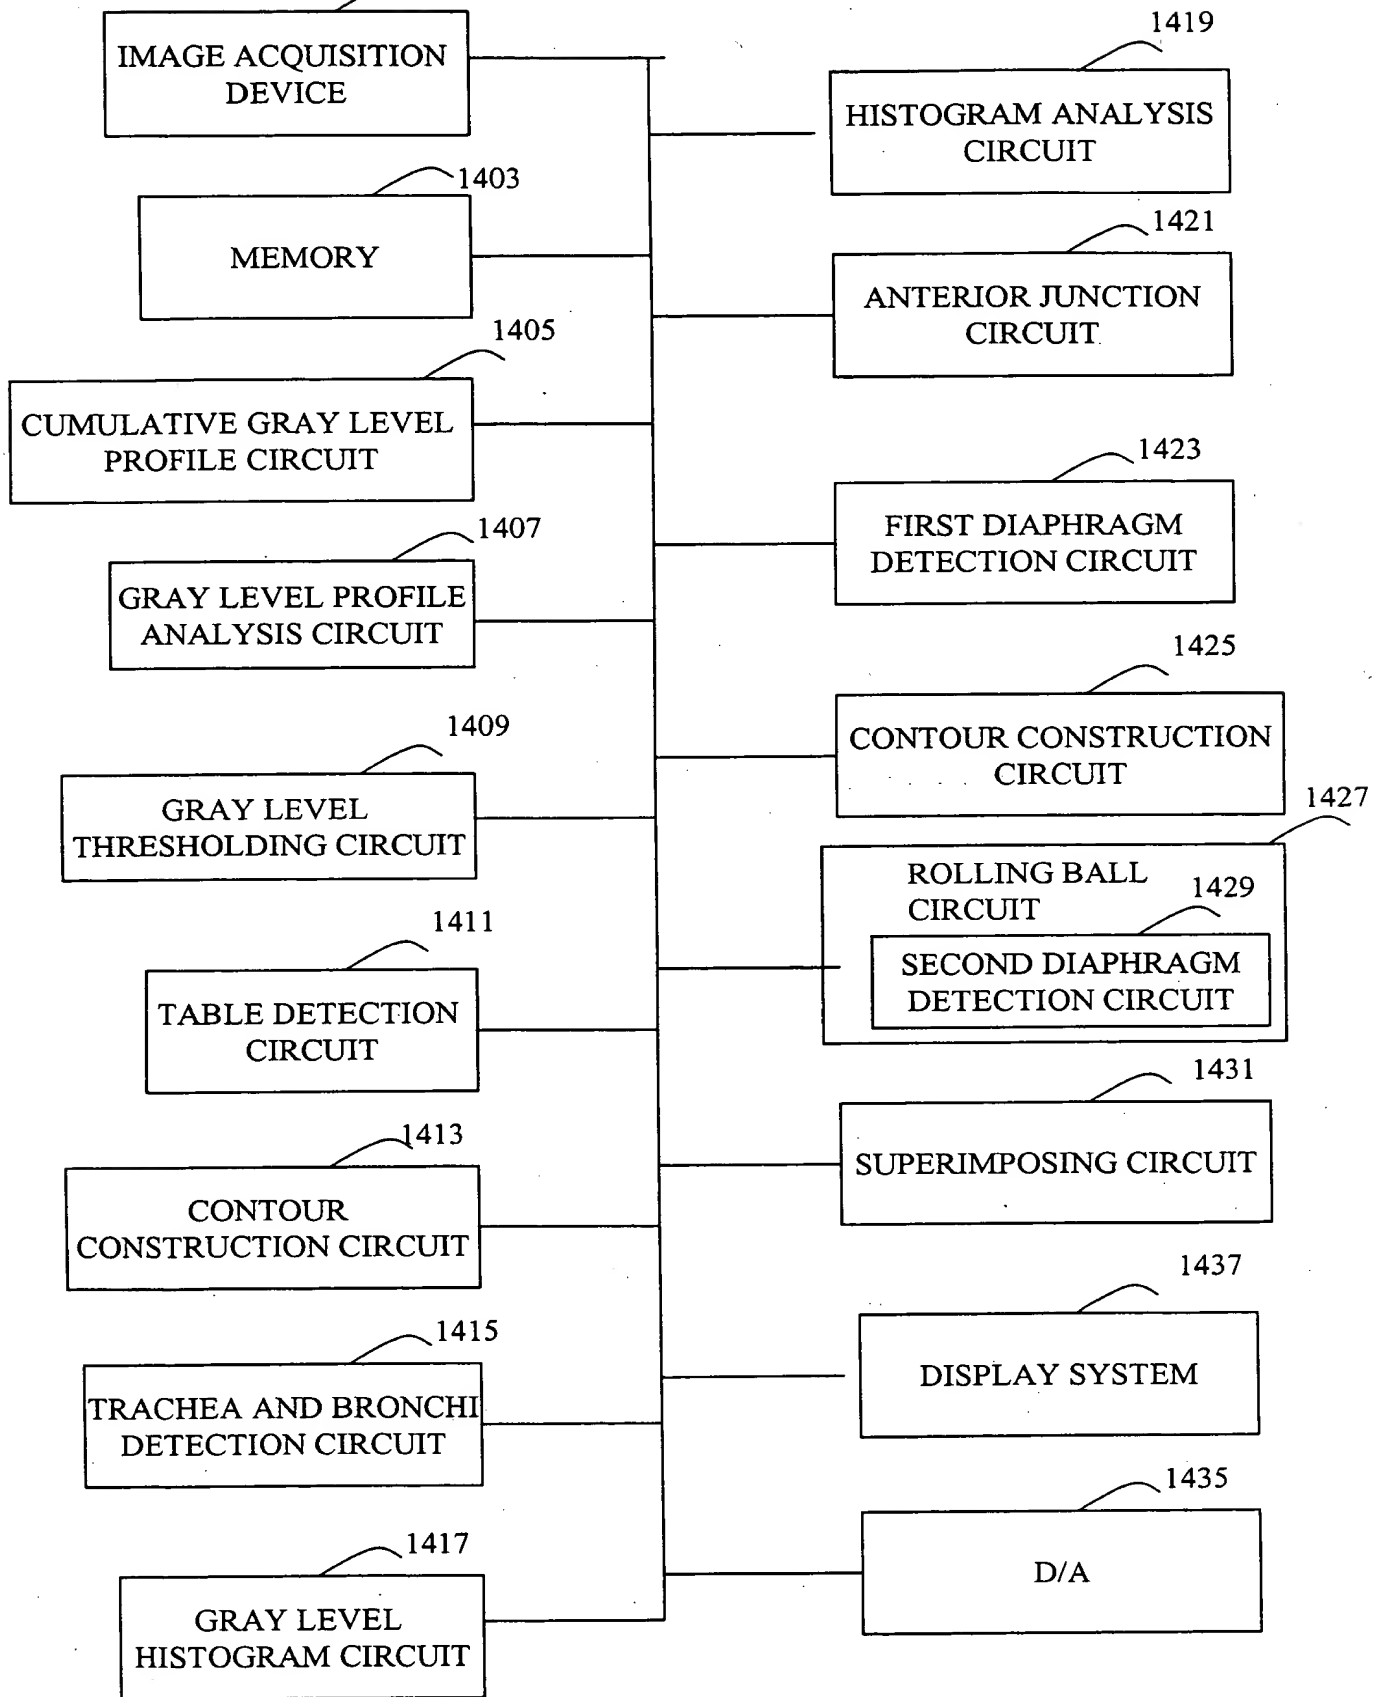 IMAGE ACQUISITION
DEVICE
1403
MEMORY
1405
CUMULATIVE GRAY LEVEL
PROFILE CIRCUIT
1407
GRAY LEVEL PROFILE
ANALYSIS CIRCUIT
1409
GRAY LEVEL
THRESHOLDING CIRCUIT
1411
TABLE DETECTION
CIRCUIT
1413
CONTOUR
CONSTRUCTION CIRCUIT
1415
TRACHEA AND BRONCHI
DETECTION CIRCUIT
1417
GRAY LEVEL
HISTOGRAM CIRCUIT
1419
HISTOGRAM ANALYSIS
CIRCUIT
1421
ANTERIOR JUNCTION
CIRCUIT
1423
FIRST DIAPHRAGM
DETECTION CIRCUIT
1425
CONTOUR CONSTRUCTION
CIRCUIT
1427
ROLLING BALL
CIRCUIT
1429
SECOND DIAPHRAGM
DETECTION CIRCUIT
1431
SUPERIMPOSING CIRCUIT
1437
DISPLAY SYSTEM
1435
D/A